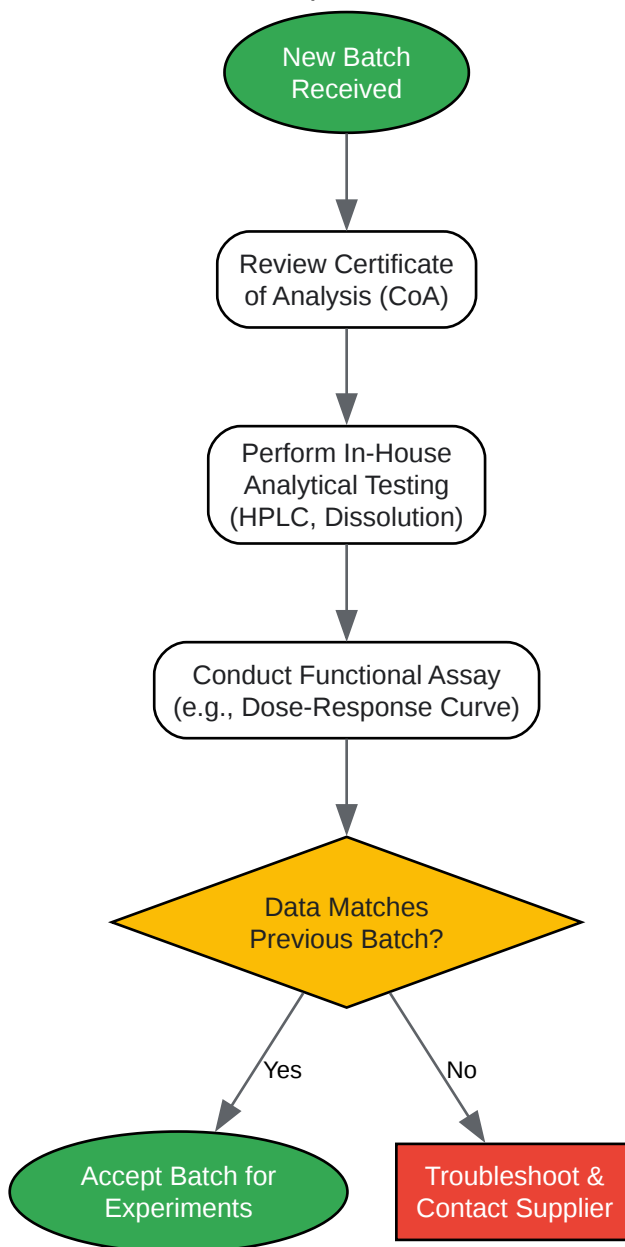 New Batch
Received
Review Certificate
of Analysis (CoA)
Perform In-House
Analytical Testing
(HPLC, Dissolution)
Conduct Functional Assay
(e.g., Dose-Response Curve)
Data Matches
Previous Batch?
Yes
No
Accept Batch for
Experiments
Troubleshoot &
Contact Supplier